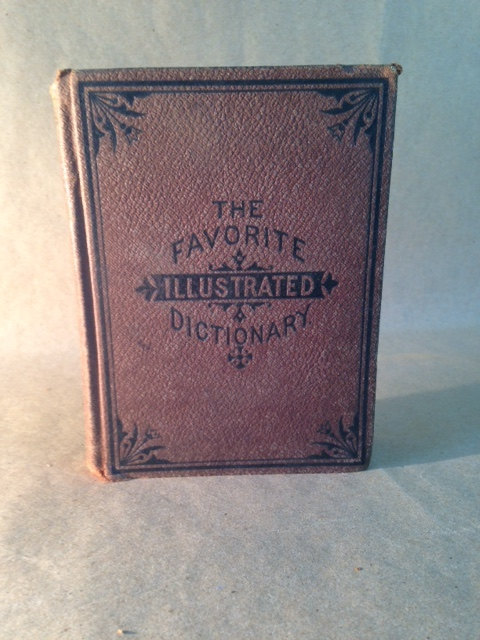 THE
FAVORITE
ILLUSTRATED
DICTIONARY